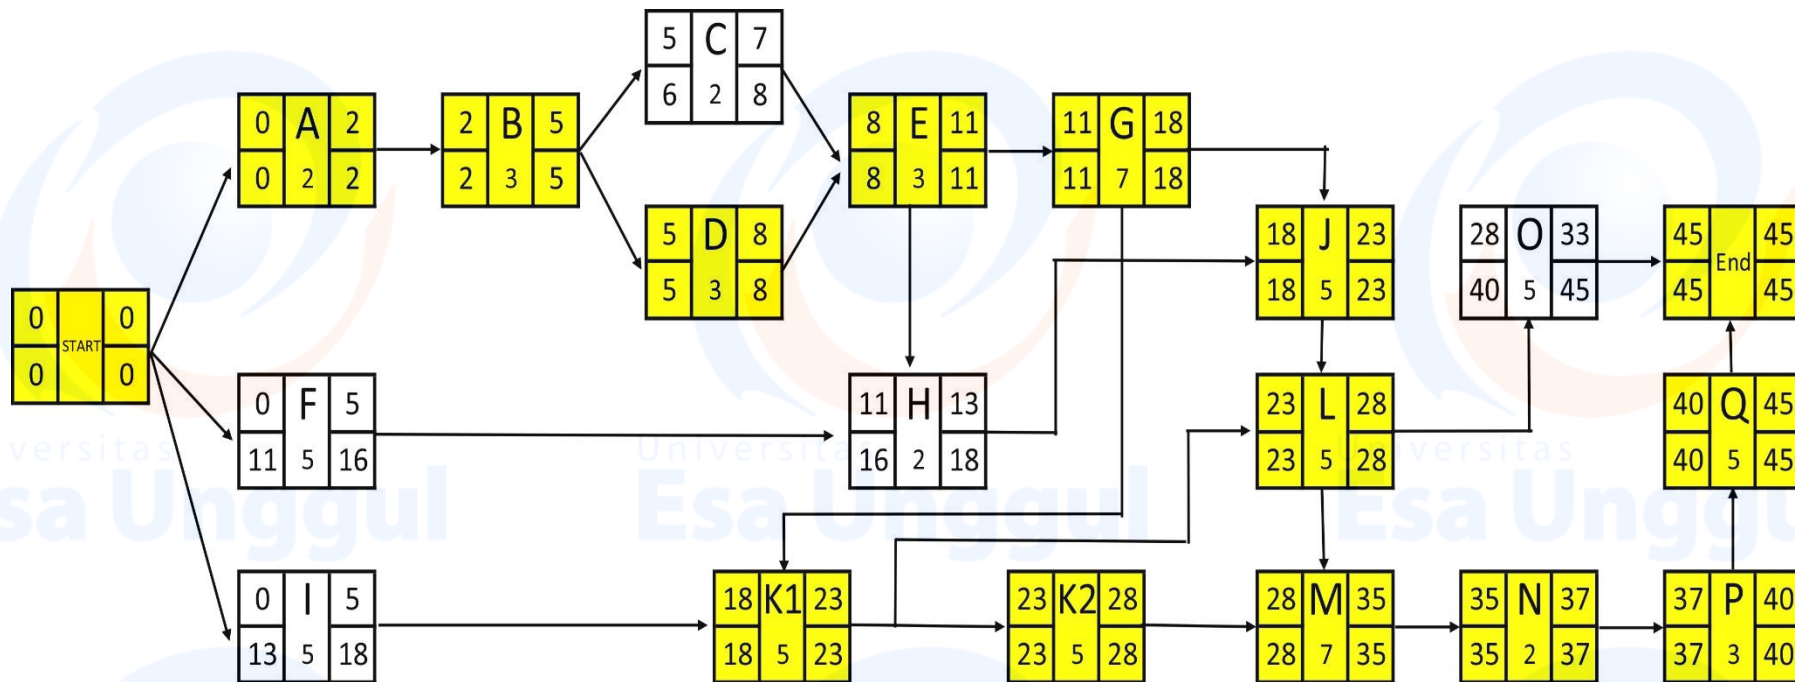 5 C 7
6 2 8
0 A 2
0 2 2
2 B 5
2 3 5
8 E 11
8 3 11
11 G 18
11 7 18
5 D 8
5 3 8
18 J 23
18 5 23
28 O 33
40 5 45
45 45
End
45 45
0 0
START
0 0
0 F 5
11 5 16
11 H 13
16 2 18
23 L 28
23 5 28
40 Q 45
40 5 45
Universitas
Esa Unggul
Universitas
Esa Unggu
versitas
sa Unggul
0 I 5
13 5 18
18 K1 23
18 5 23
23 K2 28
23 5 28
28 M 35
28 7 35
35 N 37
35 2 37
37 P 40
37 3 40